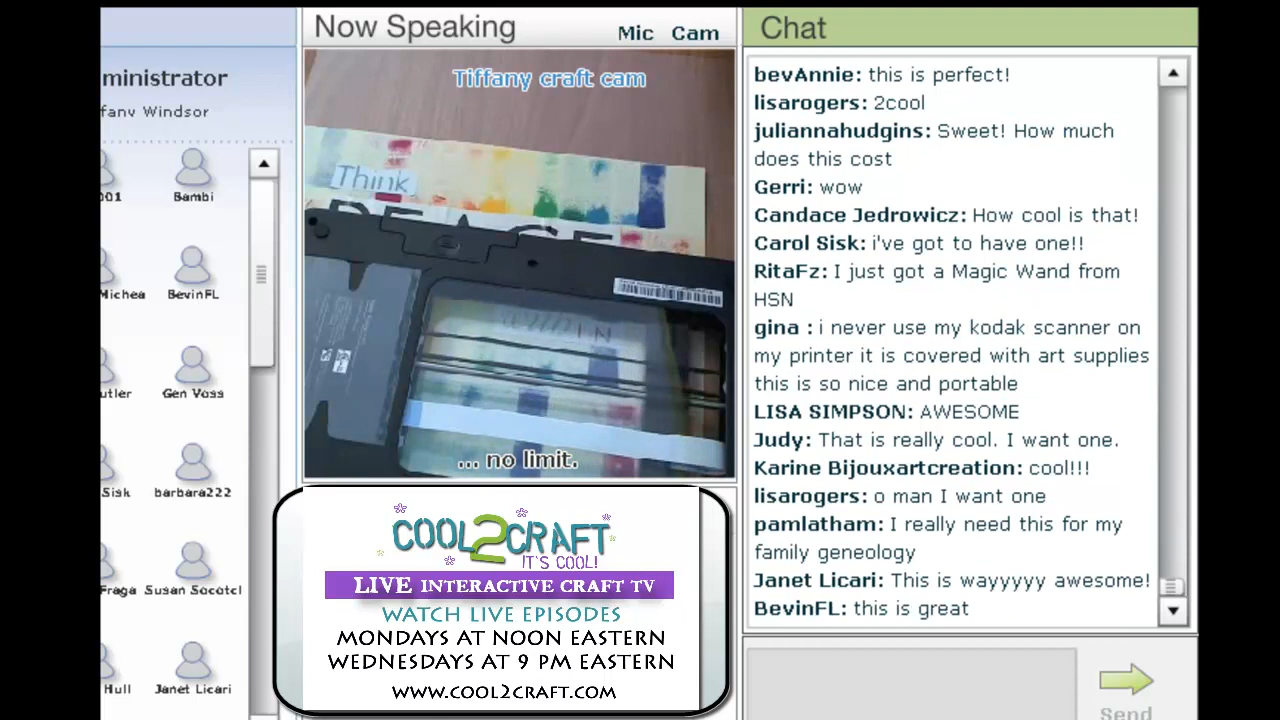 ministrator
fany Windsor
001
Bambi
Michea
BevinFL
utler
Gen Voss
Sisk
barbara222
Fraga
Susan Socotcl
Hull
Janet Licari
Now Speaking
Mic Cam
Tiffany craft cam
Think
PEACE
... no limit.
COOL2CRAFT
IT'S COOL!
LIVE INTERACTIVE CRAFT TV
WATCH LIVE EPISODES
MONDAYS AT NOON EASTERN
WEDNESDAYS AT 9 PM EASTERN
WWW.COOL2CRAFT.COM
Chat
bevAnnie: this is perfect!
lisarogers: 2cool
juliannahudgins: Sweet! How much
does this cost
Gerri: wow
Candace Jedrowicz: How cool is that!
Carol Sisk: i've got to have one!!
RitaFz: I just got a Magic Wand from
HSN
gina : i never use my kodak scanner on
my printer it is covered with art supplies
this is so nice and portable
LISA SIMPSON: AWESOME
Judy: That is really cool. I want one.
Karine Bijouxartcreation: cool!!!
lisarogers: o man I want one
pamlatham: I really need this for my
family geneology
Janet Licari: This is wayyyyy awesome!
BevinFL: this is great
Send